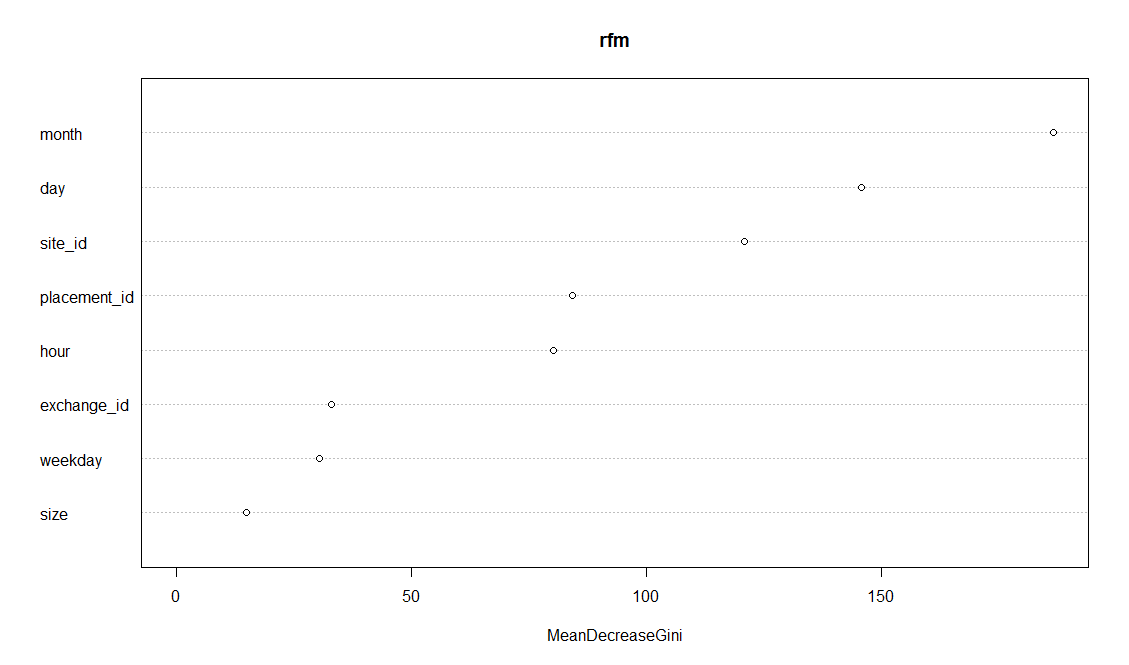 rfm
month
day
site_id
placement_id
hour
exchange_id
weekday
size
0 50 100 150
MeanDecreaseGini